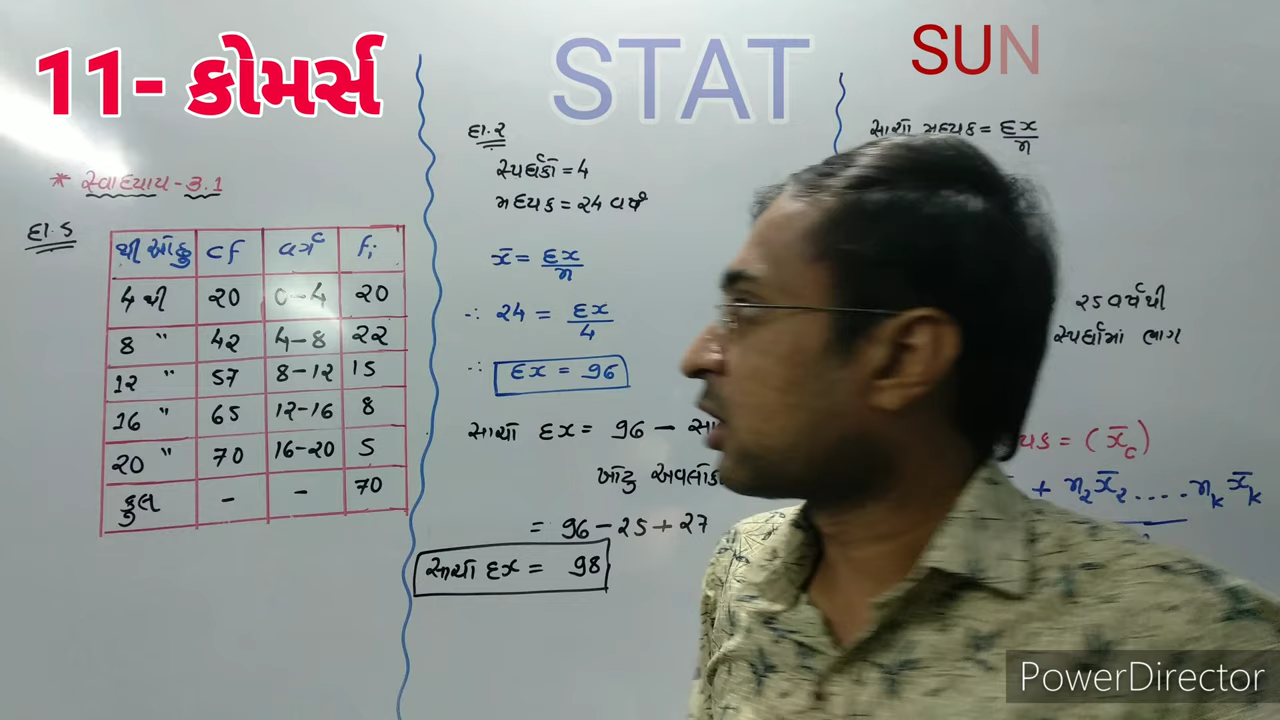 11- કોમર્સ
STAT
SUN
* સ્વાધ્યાય-૩.1
દા.૬
થી ઓછુ cf વર્ગ fi
4 થી 20 0-4 20
8 " 42 4-8 22
12 " 57 8-12 15
16 " 65 12-16 8
20 " 70 16-20 5
કુલ - - 70
દા.૨
સ્પર્ધકો = 4
મધ્યક = 24 વર્ષ
x̄ = Σx/n
∴ 24 = Σx/4
∴ Σx = 96
સાચો Σx = 96 -
ખોટુ
= 96 - 25 + 27
સાચો Σx = 98
સાચો મધ્યક = Σx/n
25 વર્ષથી
સ્પર્ધામાં ભાગ
= (x̄c)
+ n₂x̄₂ .... nₖx̄ₖ
PowerDirector